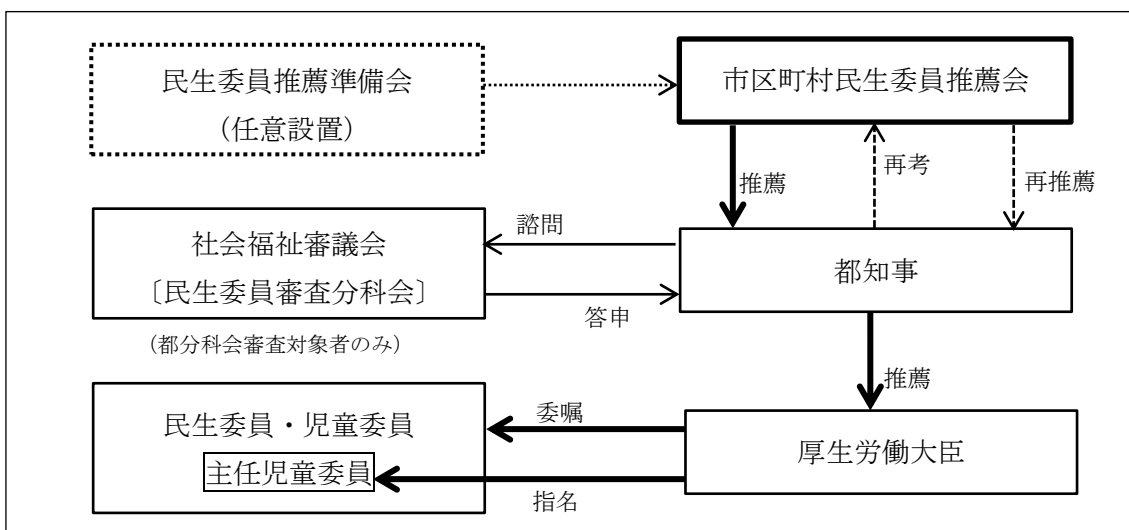 民生委員推薦準備会
（任意設置）
市区町村民生委員推薦会
推薦
再考
再推薦
社会福祉審議会
〔民生委員審査分科会〕
（都分科会審査対象者のみ）
諮問
答申
都知事
推薦
民生委員・児童委員
主任児童委員
委嘱
指名
厚生労働大臣